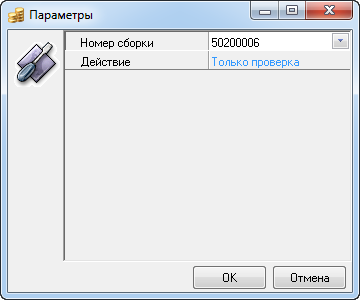 Параметры
Номер сборки 50200006
Действие Только проверка
OK Отмена